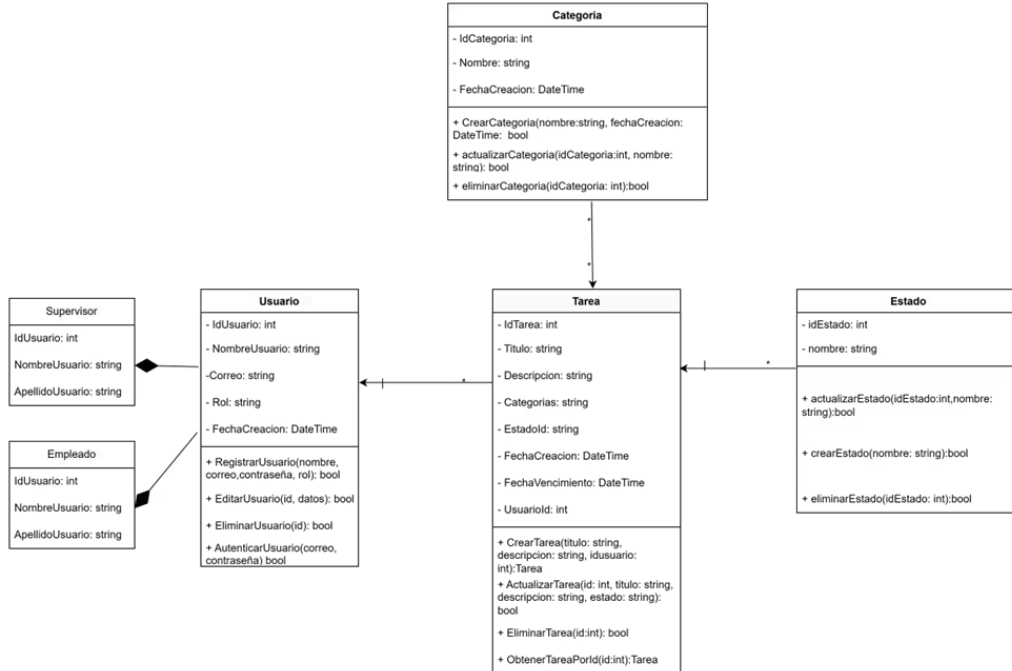 Categoria
- IdCategoria: int
- Nombre: string
- FechaCreacion: DateTime
+ CrearCategoria(nombre:string, fechaCreacion:
DateTime: bool
+ actualizarCategoria(idCategoria:int, nombre:
string): bool
+ eliminarCategoria(idCategoria: int):bool
*
*
Supervisor
IdUsuario: int
NombreUsuario: string
ApellidoUsuario: string
Empleado
IdUsuario: int
NombreUsuario: string
ApellidoUsuario: string
Usuario
- IdUsuario: int
- NombreUsuario: string
-Correo: string
- Rol: string
- FechaCreacion: DateTime
+ RegistrarUsuario(nombre,
correo,contraseña, rol): bool
+ EditarUsuario(id, datos): bool
+ EliminarUsuario(id): bool
+ AutenticarUsuario(correo,
contraseña) bool
| *
Tarea
- IdTarea: int
- Titulo: string
- Descripcion: string
- Categorias: string
- EstadoId: string
- FechaCreacion: DateTime
- FechaVencimiento: DateTime
- UsuarioId: int
+ CrearTarea(titulo: string,
descripcion: string, idusuario:
int):Tarea
+ ActualizarTarea(id: int, titulo: string,
descripcion: string, estado: string):
bool
+ EliminarTarea(id:int): bool
+ ObtenerTareaPorId(id:int):Tarea
| *
Estado
- idEstado: int
- nombre: string
+ actualizarEstado(idEstado:int,nombre:
string):bool
+ crearEstado(nombre: string):bool
+ eliminarEstado(idEstado: int):bool